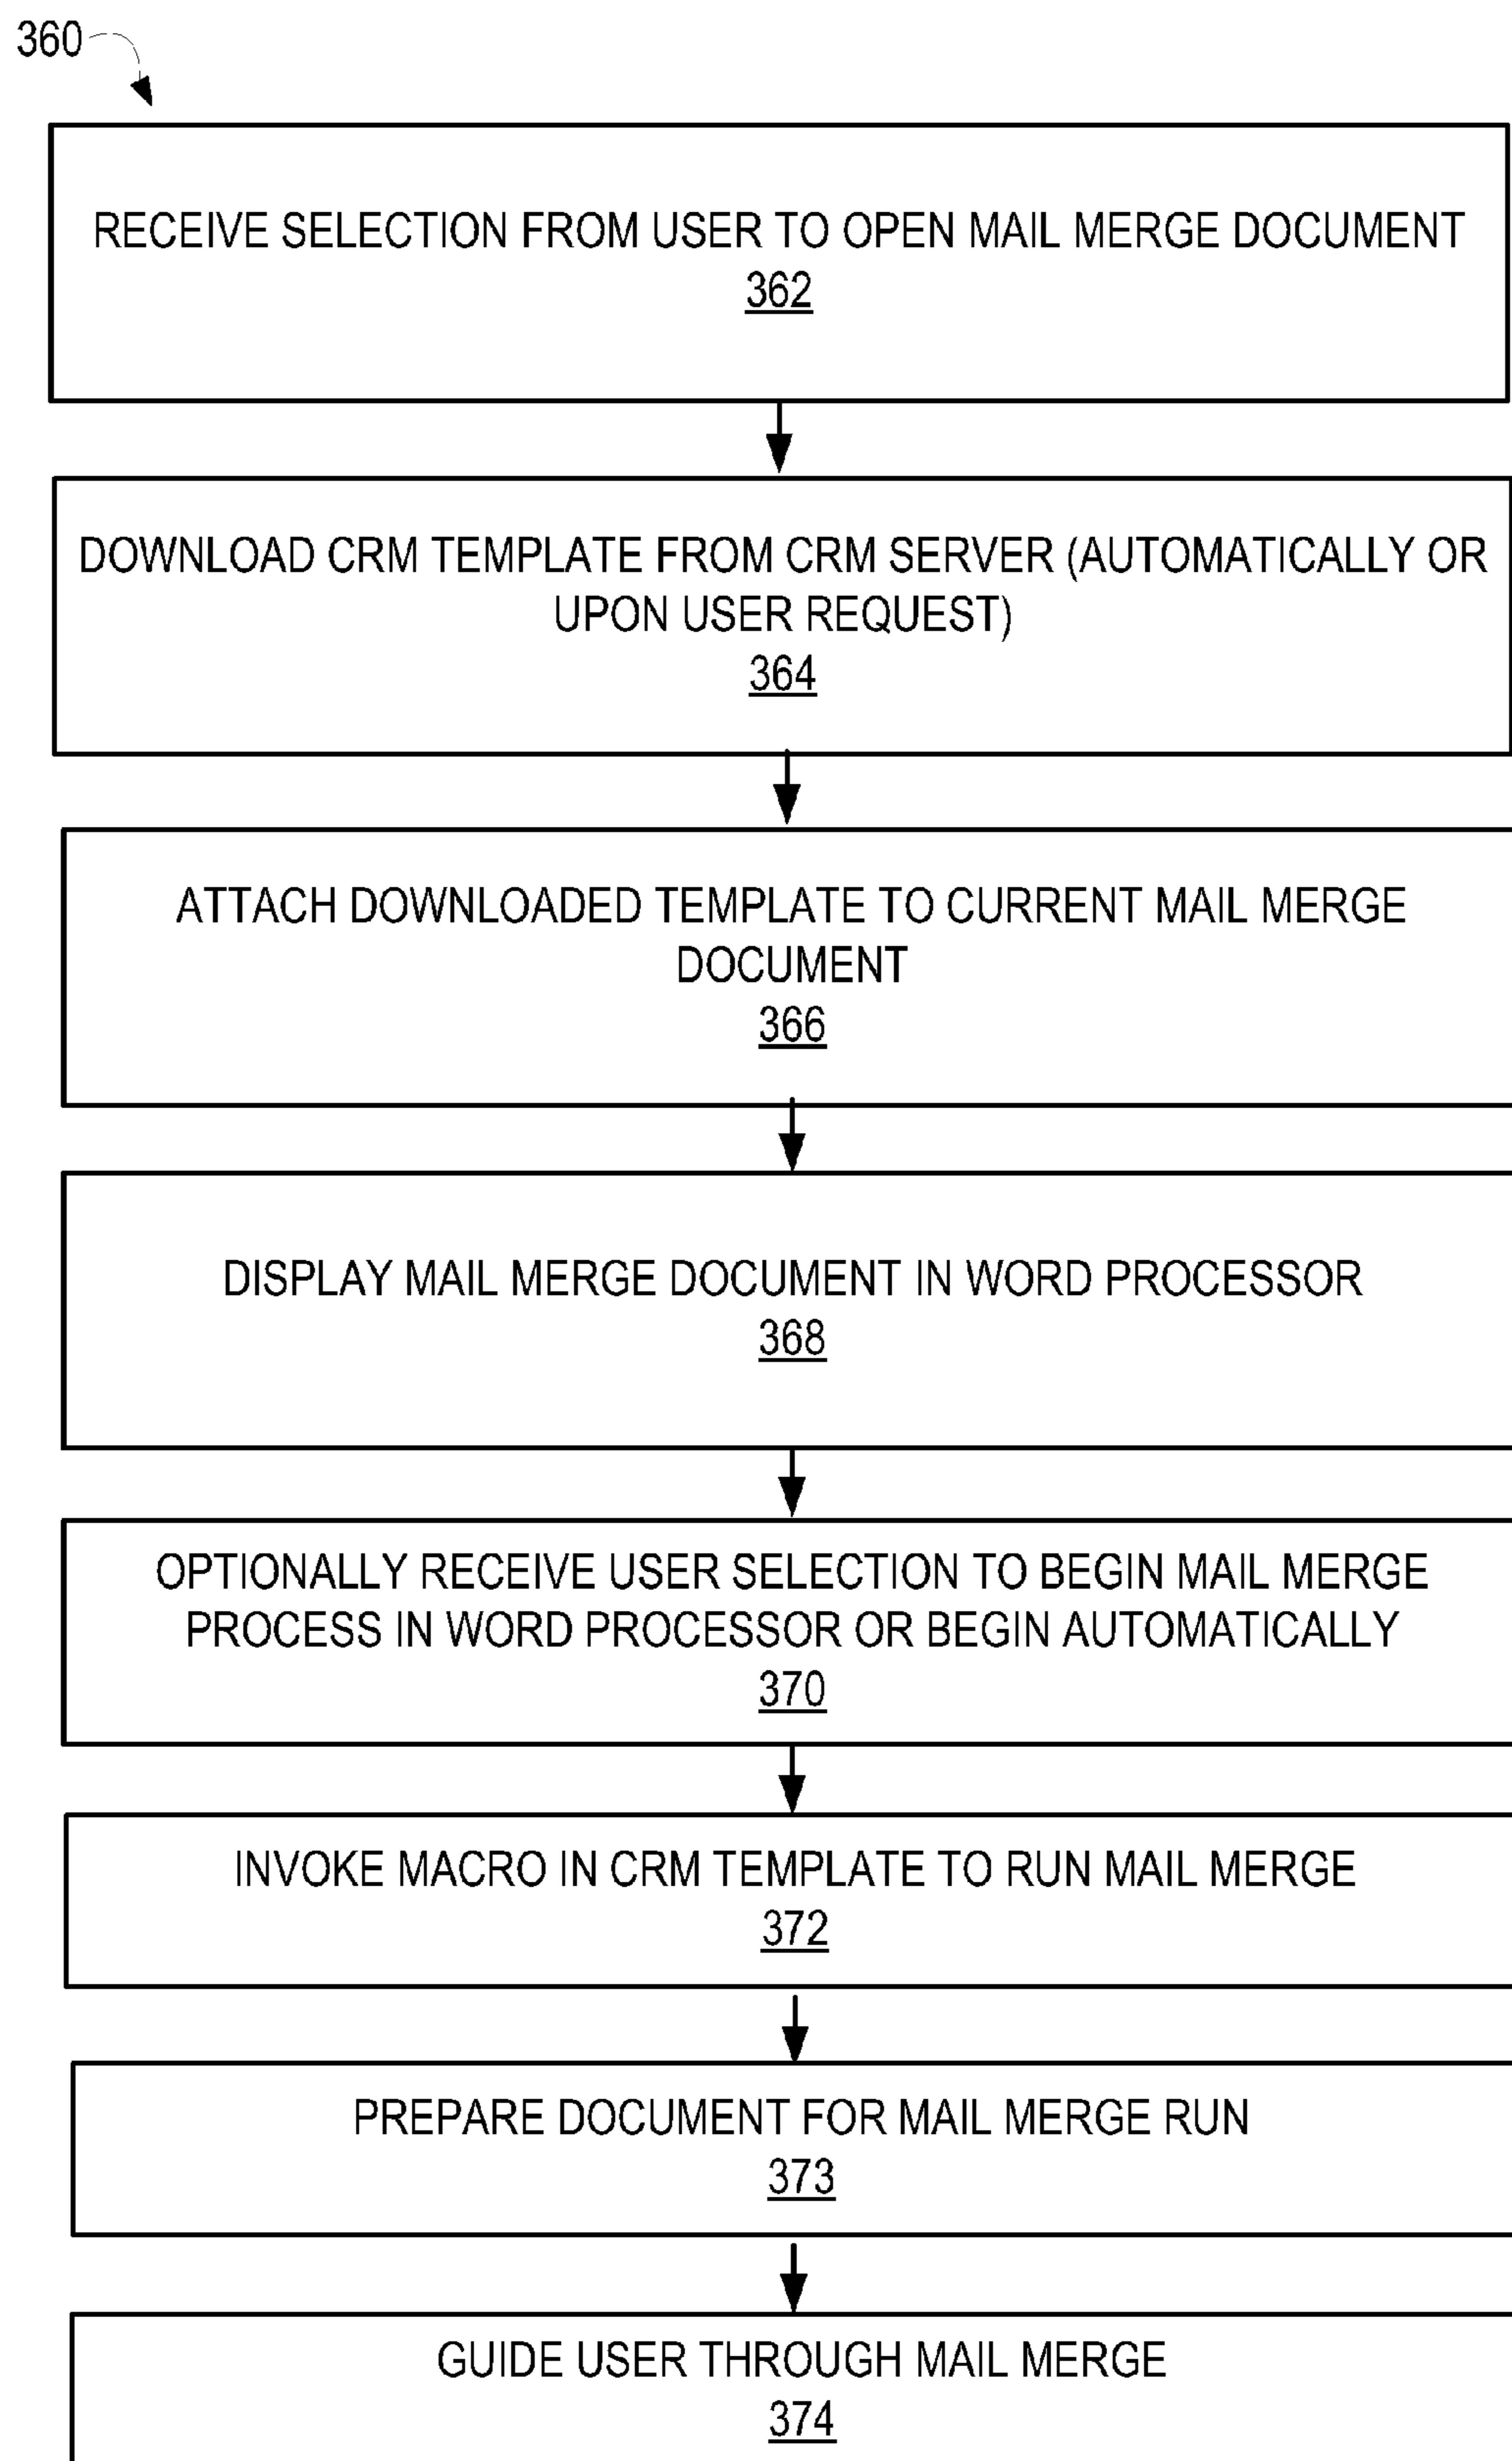 360
RECEIVE SELECTION FROM USER TO OPEN MAIL MERGE DOCUMENT
362
DOWNLOAD CRM TEMPLATE FROM CRM SERVER (AUTOMATICALLY OR
UPON USER REQUEST)
364
ATTACH DOWNLOADED TEMPLATE TO CURRENT MAIL MERGE
DOCUMENT
366
DISPLAY MAIL MERGE DOCUMENT IN WORD PROCESSOR
368
OPTIONALLY RECEIVE USER SELECTION TO BEGIN MAIL MERGE
PROCESS IN WORD PROCESSOR OR BEGIN AUTOMATICALLY
370
INVOKE MACRO IN CRM TEMPLATE TO RUN MAIL MERGE
372
PREPARE DOCUMENT FOR MAIL MERGE RUN
373
GUIDE USER THROUGH MAIL MERGE
374